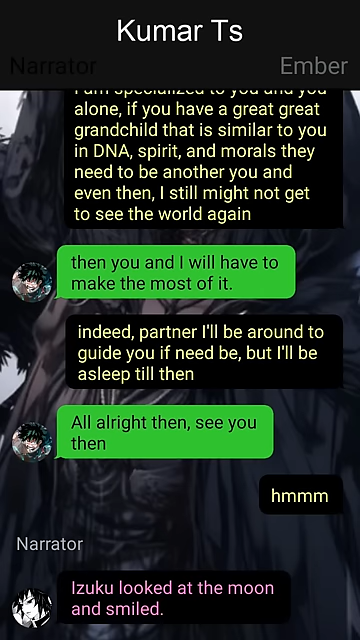 Kumar Ts
Narrator
Ember
I am specialized to you and you
alone, if you have a great great
grandchild that is similar to you
in DNA, spirit, and morals they
need to be another you and
even then, I still might not get
to see the world again
then you and I will have to
make the most of it.
indeed, partner I'll be around to
guide you if need be, but I'll be
asleep till then
All alright then, see you
then
hmmm
Narrator
Izuku looked at the moon
and smiled.